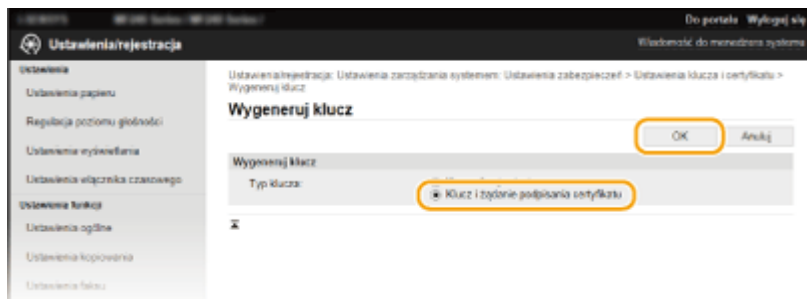 Do portalu Wyloguj się
Ustawienia/rejestracja
Wiadomość do menedżera systemu
Ustawienia
Ustawienia papieru
Regulacja poziomu głośności
Ustawienia wyświetlania
Ustawienia włącznika czasowego
Ustawienia funkcji
Ustawienia ogólne
Ustawienia kopiowania
Ustawienia faksu
Ustawienia/rejestracja: Ustawienia zarządzania systemem: Ustawienia zabezpieczeń > Ustawienia klucza i certyfikatu >
Wygeneruj klucz
Wygeneruj klucz
OK Anuluj
Wygeneruj klucz
Typ klucza:
Klucz i żądanie podpisania certyfikatu